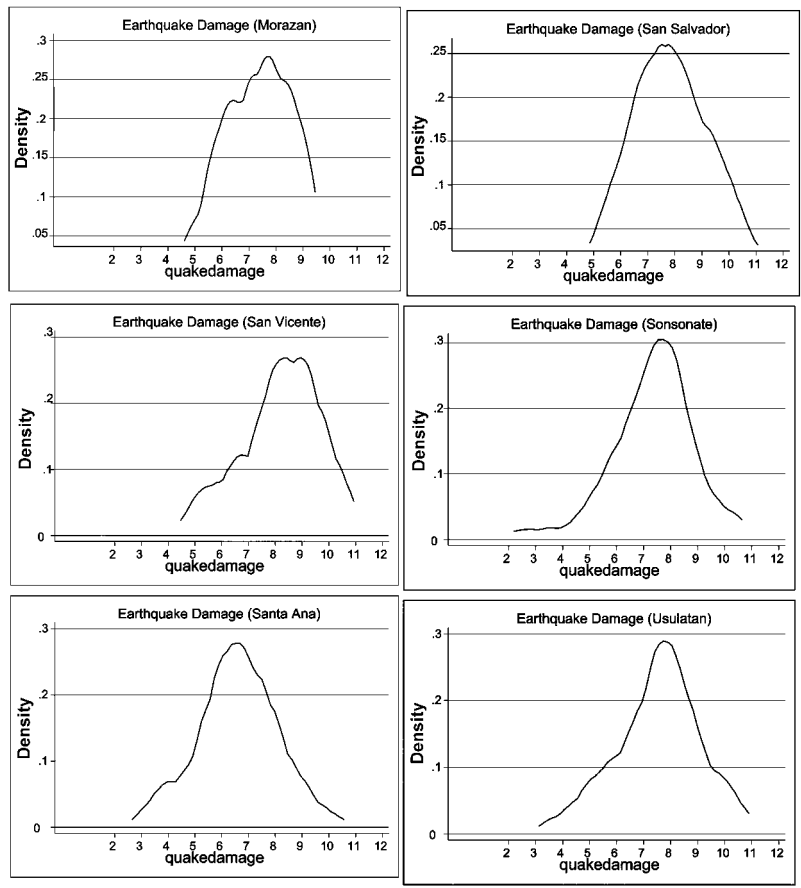 Earthquake Damage (Morazan)
.3
.25
.2
.15
.1
.05
Density
2 3 4 5 6 7 8 9 10 11 12
quakedamage
Earthquake Damage (San Salvador)
.25
.2
.15
.1
.05
Density
2 3 4 5 6 7 8 9 10 11 12
quakedamage
Earthquake Damage (San Vicente)
.3
.2
.1
0
Density
2 3 4 5 6 7 8 9 10 11 12
quakedamage
Earthquake Damage (Sonsonate)
.3
.2
.1
0
Density
2 3 4 5 6 7 8 9 10 11 12
quakedamage
Earthquake Damage (Santa Ana)
.3
.2
.1
0
Density
2 3 4 5 6 7 8 9 10 11 12
quakedamage
Earthquake Damage (Usulatan)
.3
.2
.1
0
Density
2 3 4 5 6 7 8 9 10 11 12
quakedamage